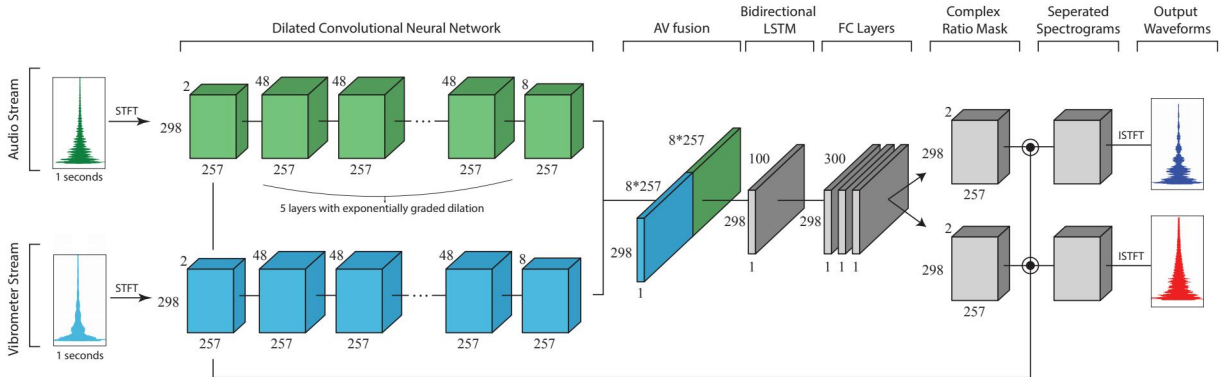 Dilated Convolutional Neural Network
AV fusion
Bidirectional
LSTM
FC Layers
Complex
Ratio Mask
Seperated
Spectrograms
Output
Waveforms
Audio Stream
1 seconds
STFT
2
298
257
48
257
48
257
...
48
257
8
257
5 layers with exponentially graded dilation
Vibrometer Stream
1 seconds
STFT
2
298
257
48
257
48
257
...
48
257
8
257
8*257
8*257
298
1
100
298
1
300
298
1 1 1
2
298
257
ISTFT
2
298
257
ISTFT